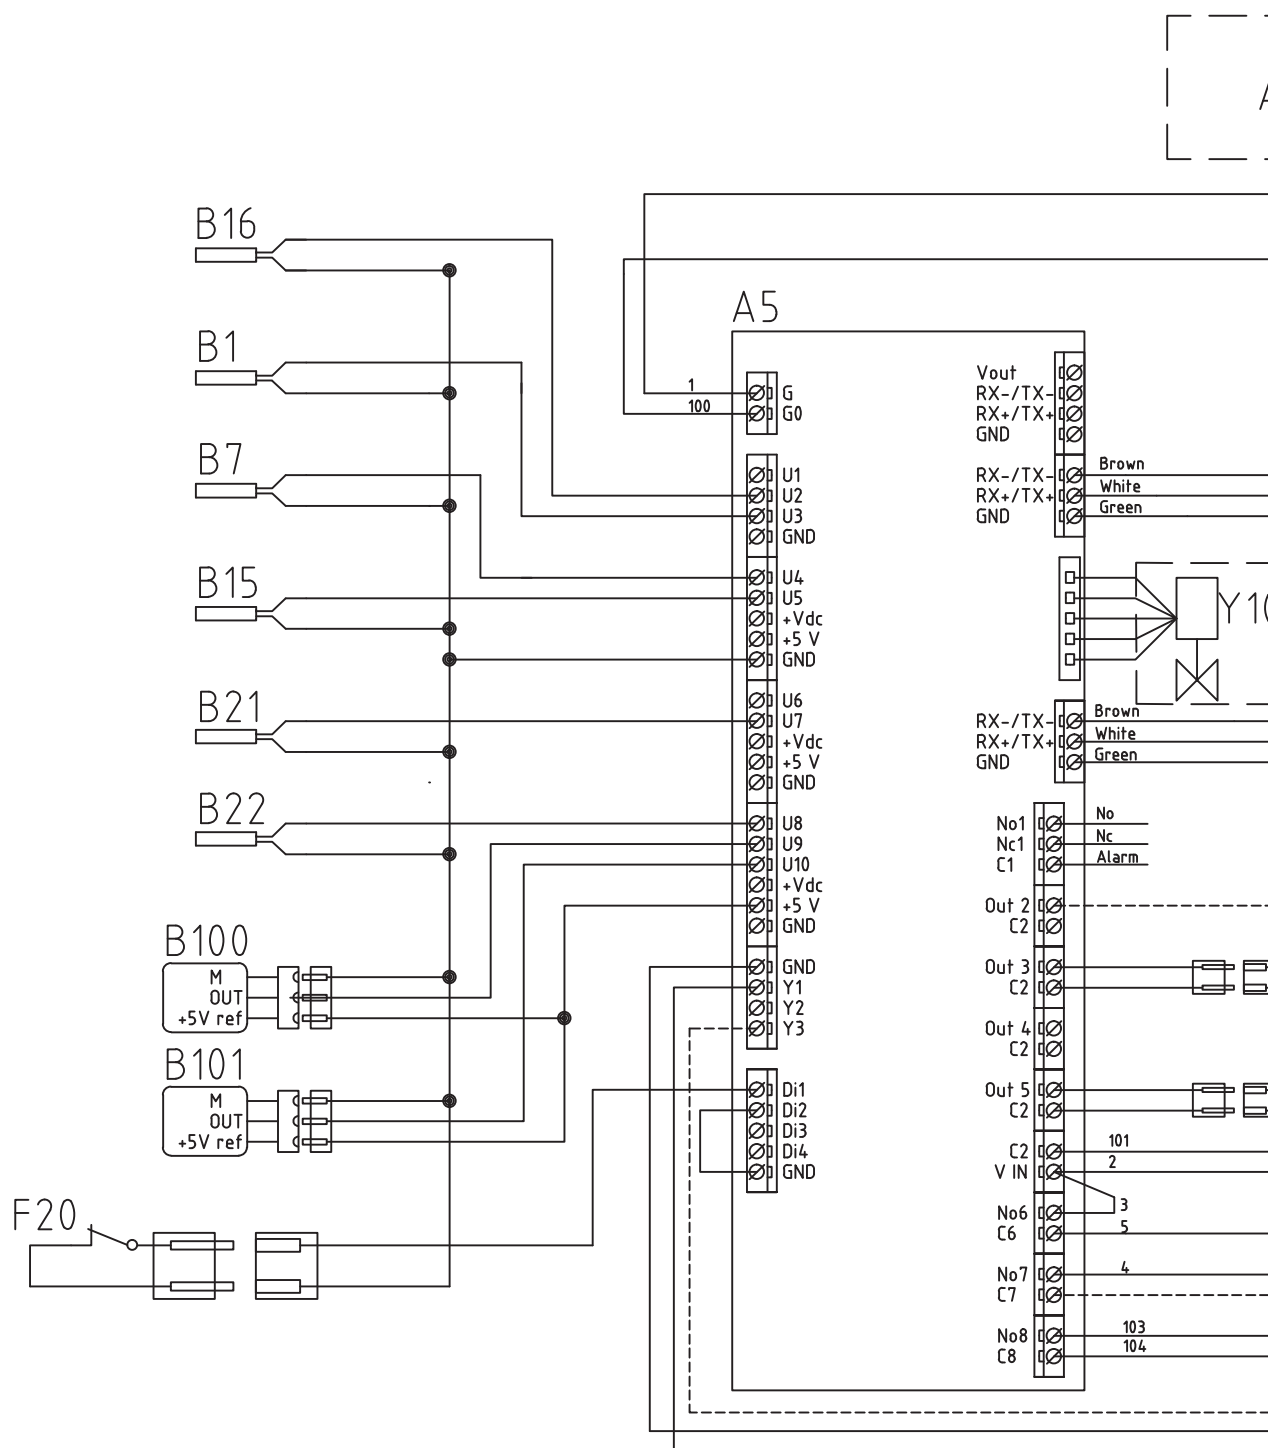 B16
B1
B7
B15
B21
B22
B100
M
OUT
+5V ref
B101
M
OUT
+5V ref
F20
A5
1
G
100
G0
U1
U2
U3
GND
U4
U5
+Vdc
+5 V
GND
U6
U7
+Vdc
+5 V
GND
U8
U9
U10
+Vdc
+5 V
GND
GND
Y1
Y2
Y3
Di1
Di2
Di3
Di4
GND
Vout
RX-/TX-
RX+/TX+
GND
RX-/TX-
Brown
RX+/TX+
White
GND
Green
RX-/TX-
Brown
RX+/TX+
White
GND
Green
No1
No
Nc1
Nc
C1
Alarm
Out 2
C2
Out 3
C2
Out 4
C2
Out 5
C2
C2
101
V IN
2
No6
3
C6
5
No7
4
C7
No8
103
C8
104